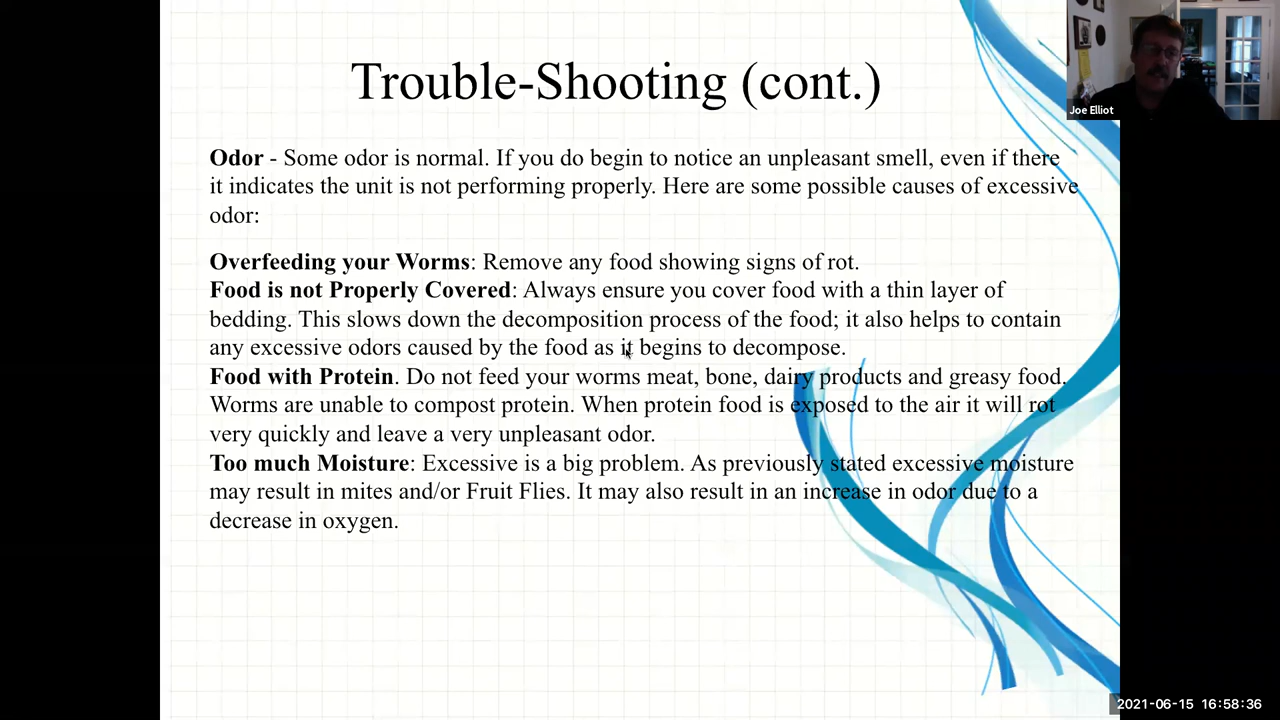 Trouble-Shooting (cont.)
Joe Elliot
Odor - Some odor is normal. If you do begin to notice an unpleasant smell, even if there
it indicates the unit is not performing properly. Here are some possible causes of excessive
odor:
Overfeeding your Worms: Remove any food showing signs of rot.
Food is not Properly Covered: Always ensure you cover food with a thin layer of
bedding. This slows down the decomposition process of the food; it also helps to contain
any excessive odors caused by the food as it begins to decompose.
Food with Protein. Do not feed your worms meat, bone, dairy products and greasy food.
Worms are unable to compost protein. When protein food is exposed to the air it will rot
very quickly and leave a very unpleasant odor.
Too much Moisture: Excessive is a big problem. As previously stated excessive moisture
may result in mites and/or Fruit Flies. It may also result in an increase in odor due to a
decrease in oxygen.
2021-06-15 16:58:36